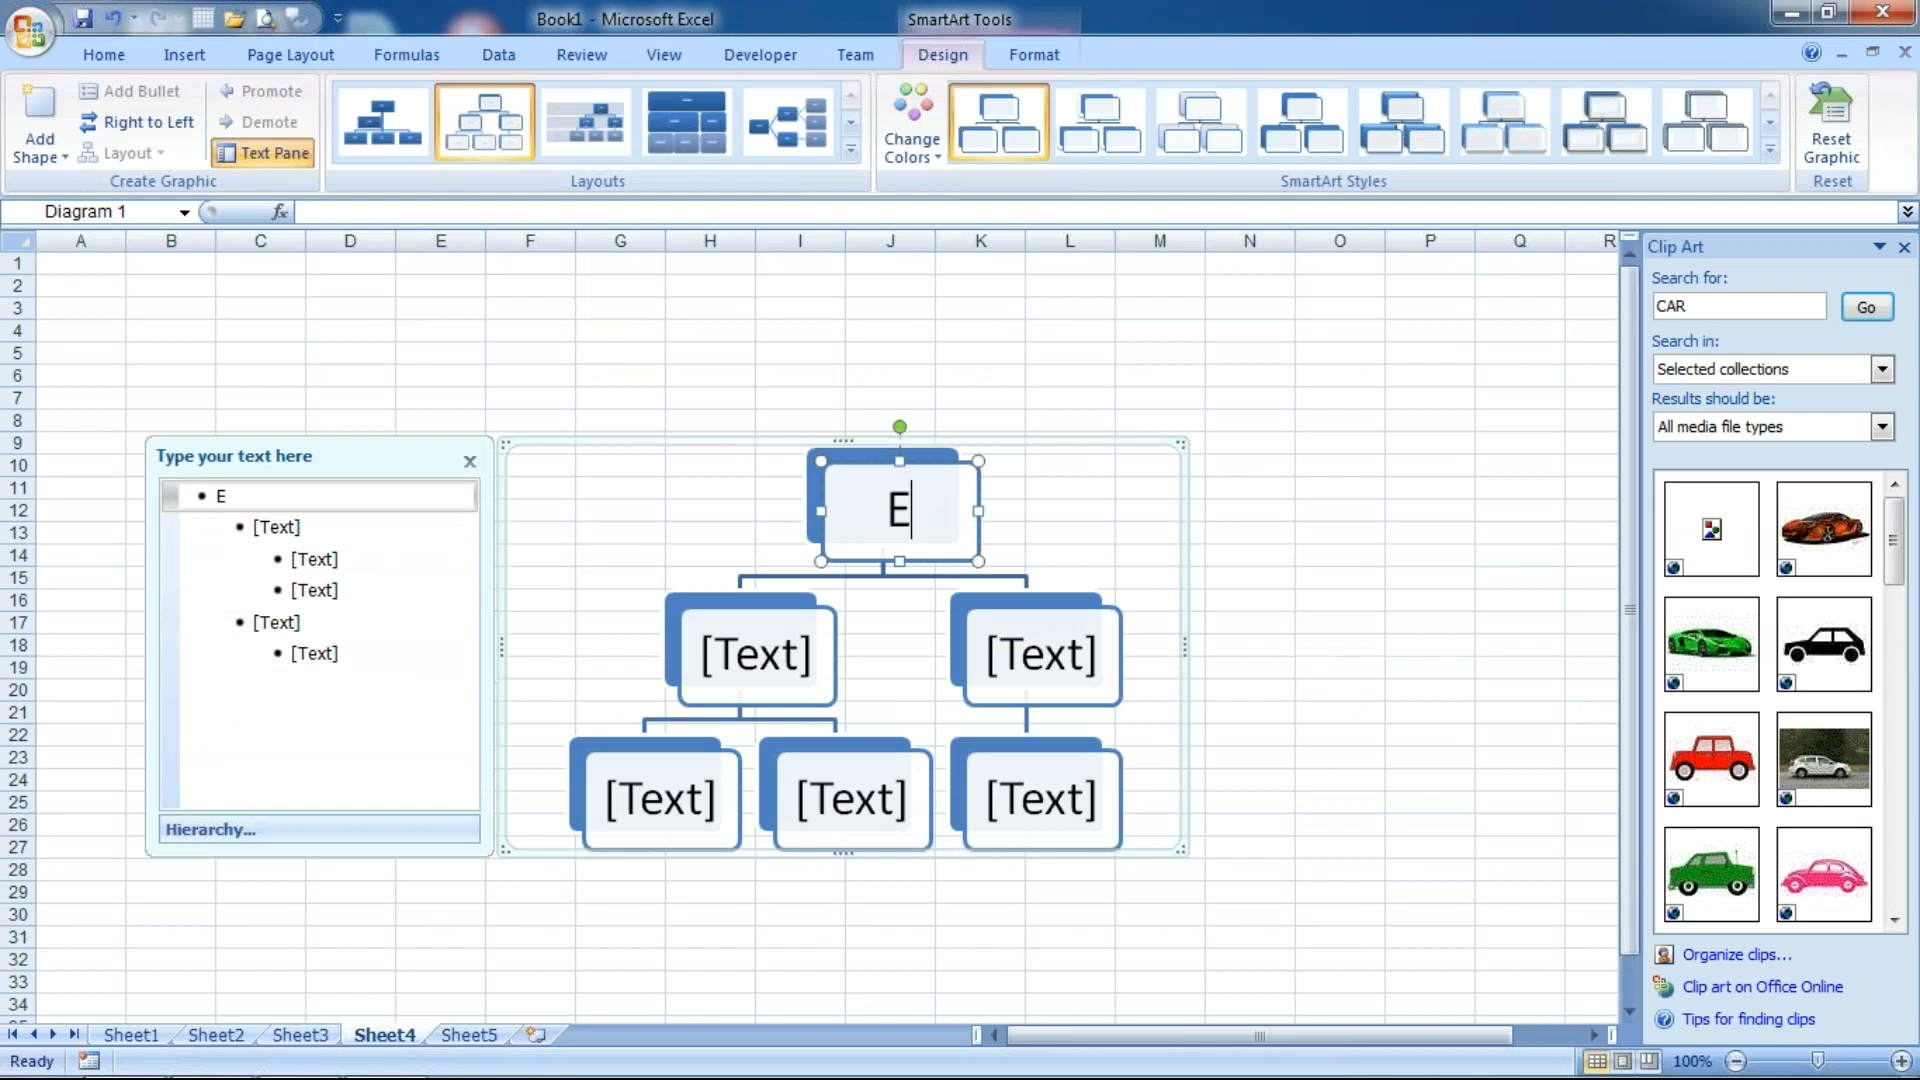 Book1 - Microsoft Excel
SmartArt Tools
Home Insert Page Layout Formulas Data Review View Developer Team Design Format
Add Shape
Add Bullet
Right to Left
Layout
Promote
Demote
Text Pane
Create Graphic
Layouts
Change Colors
SmartArt Styles
Reset Graphic
Reset
Diagram 1
fx
A B C D E F G H I J K L M N O P Q R
1
2
3
4
5
6
7
8
9
10
11
12
13
14
15
16
17
18
19
20
21
22
23
24
25
26
27
28
29
30
31
32
33
34
Type your text here
x
• E
• [Text]
• [Text]
• [Text]
• [Text]
• [Text]
Hierarchy...
E
[Text] [Text]
[Text] [Text] [Text]
Clip Art
Search for:
CAR
Go
Search in:
Selected collections
Results should be:
All media file types
Organize clips...
Clip art on Office Online
Tips for finding clips
Sheet1 Sheet2 Sheet3 Sheet4 Sheet5
Ready
100%